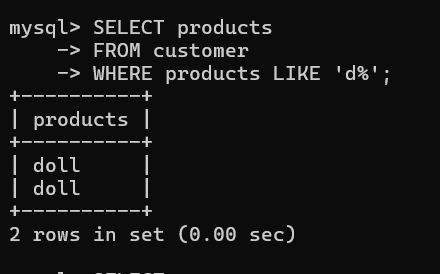 mysql> SELECT products
    -> FROM customer
    -> WHERE products LIKE 'd%';
+----------+
| products |
+----------+
| doll     |
| doll     |
+----------+
2 rows in set (0.00 sec)